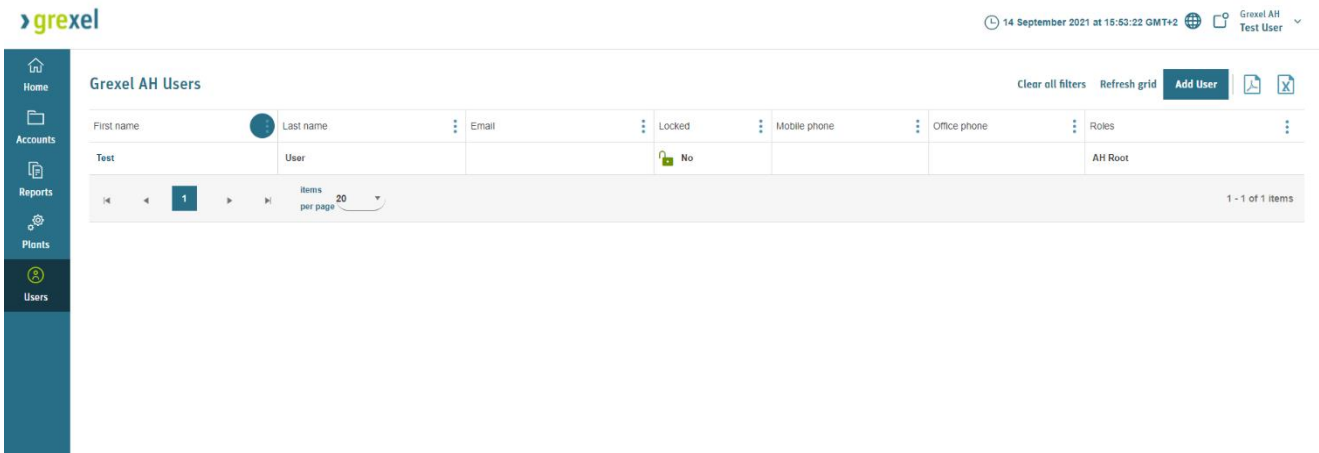 grexel
14 September 2021 at 15:53:22 GMT+2
Grexel AH
Test User
Home
Accounts
Reports
Plants
Users
Grexel AH Users
Clear all filters Refresh grid Add User
First name Last name Email Locked Mobile phone Office phone Roles
Test User No AH Root
1
items
per page 20
1 - 1 of 1 items